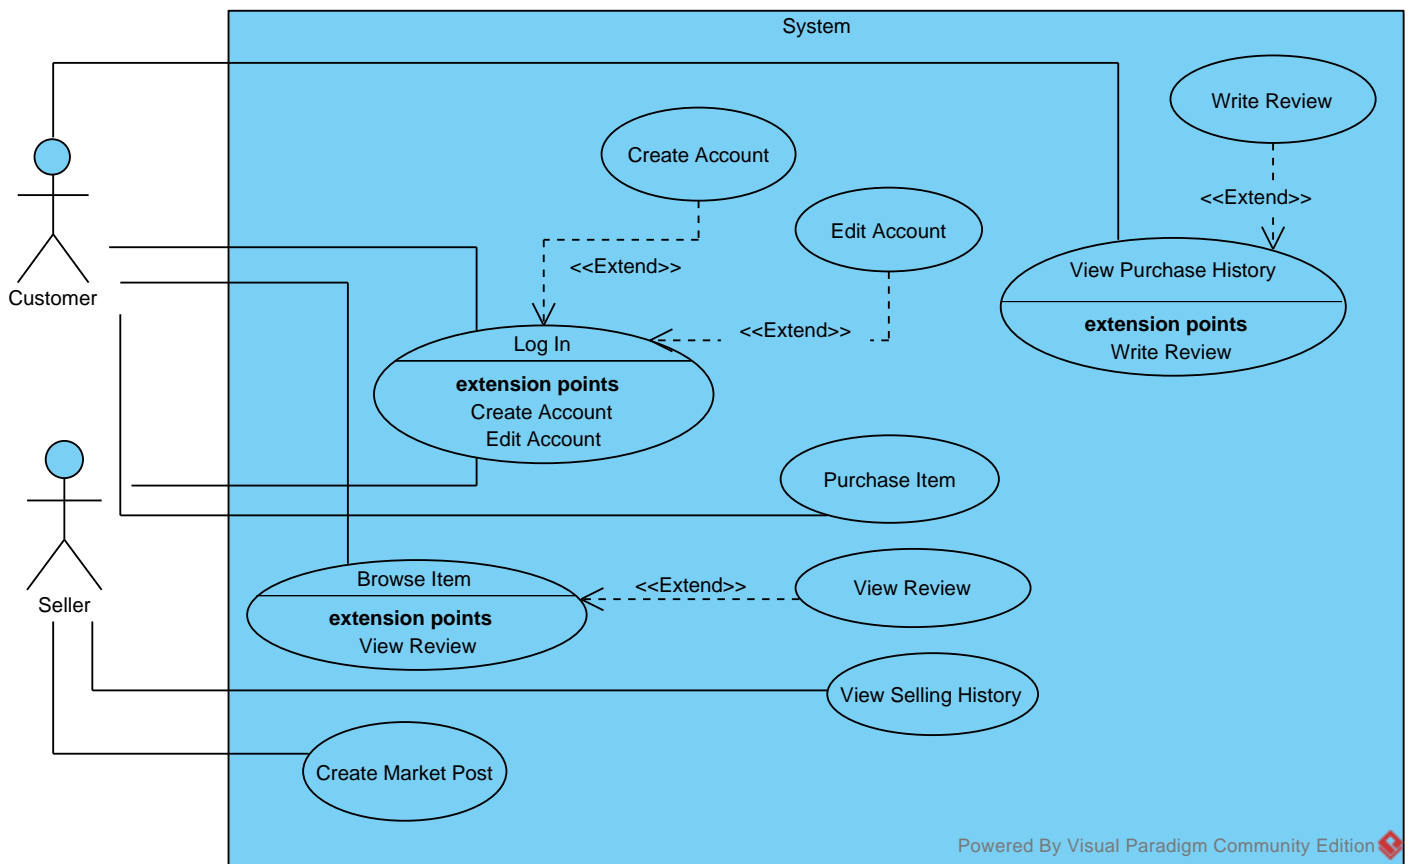 System
Write Review
Create Account
<<Extend>>
Edit Account
<<Extend>>
View Purchase History
extension points
Write Review
Customer
<<Extend>>
Log In
extension points
Create Account
Edit Account
Purchase Item
Seller
Browse Item
extension points
View Review
<<Extend>>
View Review
View Selling History
Create Market Post
Powered By Visual Paradigm Community Edition